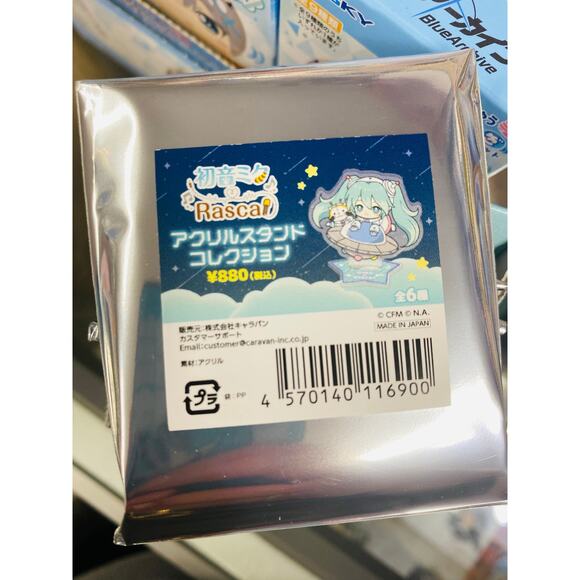 BlueArchive
初音ミク
Rascal
アクリルスタンド
コレクション
¥880(税込)
全6種
© CFM © N.A.
MADE IN JAPAN
販売元:株式会社キャラバン
カスタマーサポート
Email:customer@caravan-inc.co.jp
素材:アクリル
プラ
袋:PP
4 570140 116900